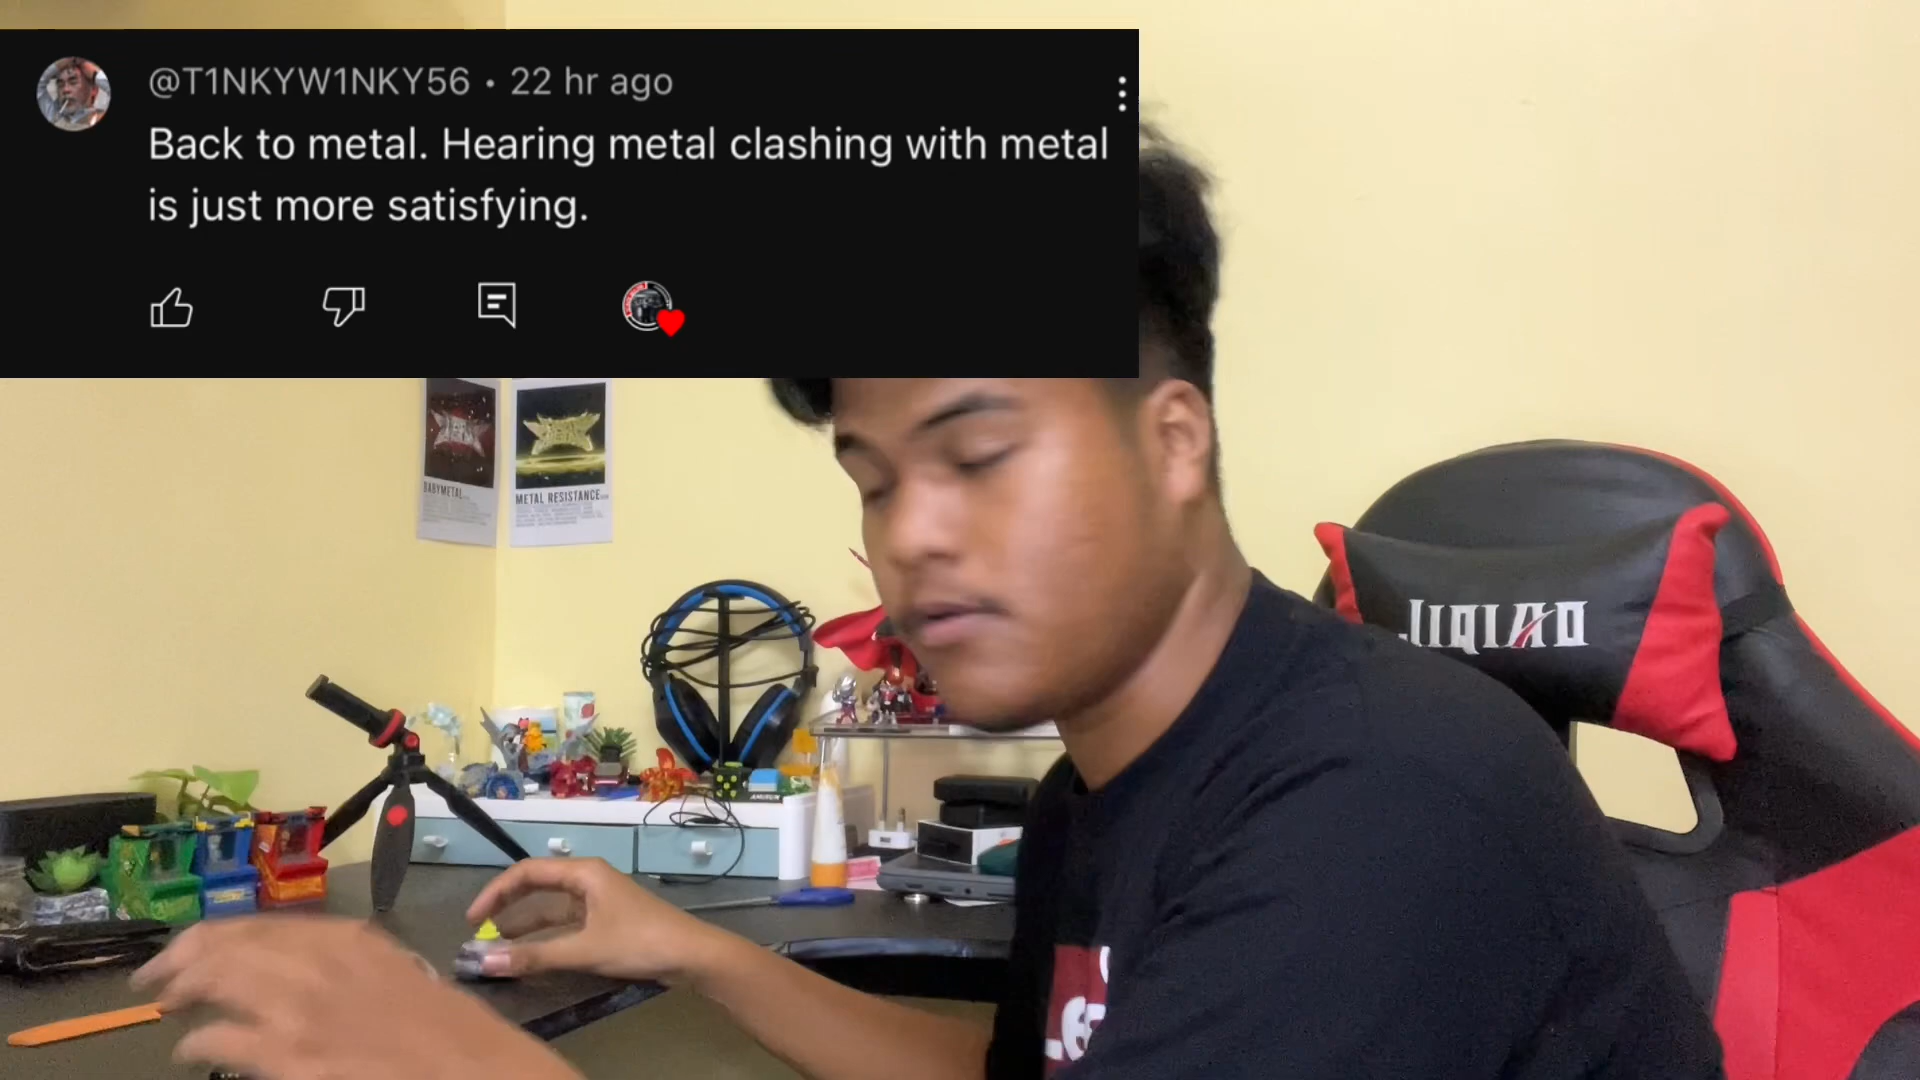 @T1NKYW1NKY56 • 22 hr ago
Back to metal. Hearing metal clashing with metal
is just more satisfying.
BABYMETAL
METAL RESISTANCE
JIQIAO